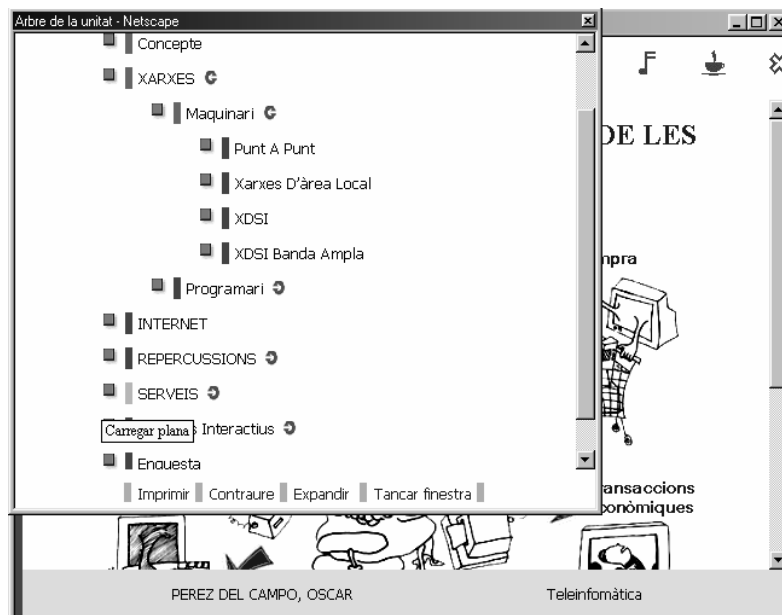 Arbre de la unitat - Netscape
Concepte
XARXES
Maquinari
Punt A Punt
Xarxes D'àrea Local
XDSI
XDSI Banda Ampla
Programari
INTERNET
REPERCUSSIONS
SERVEIS
Carregar plana s Interactius
Enquesta
Imprimir Contraure Expandir Tancar finestra
DE LES
mpra
ransaccions
conòmiques
PEREZ DEL CAMPO, OSCAR Teleinfomàtica